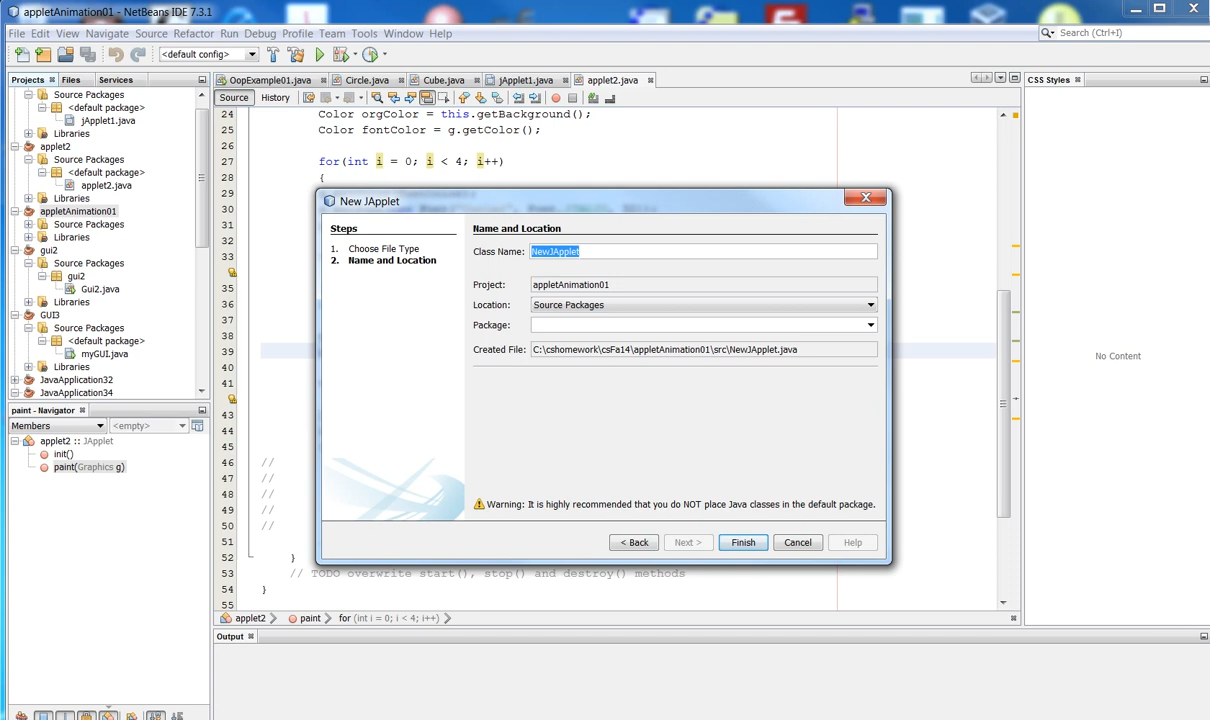 appletAnimation01 - NetBeans IDE 7.3.1
File Edit View Navigate Source Refactor Run Debug Profile Team Tools Window Help
Search (Ctrl+I)
<default config>
Projects Files Services
Source Packages
<default package>
jApplet1.java
Libraries
applet2
Source Packages
<default package>
applet2.java
Libraries
appletAnimation01
Source Packages
Libraries
gui2
Source Packages
gui2
Gui2.java
Libraries
GUI3
Source Packages
<default package>
myGUI.java
Libraries
JavaApplication32
JavaApplication34
paint - Navigator
Members <empty>
applet2 :: JApplet
init()
paint(Graphics g)
OopExample01.java Circle.java Cube.java jApplet1.java applet2.java
Source History
24 Color orgColor = this.getBackground();
25 Color fontColor = g.getColor();
26
27 for(int i = 0; i < 4; i++)
28 {
29
30
31
32
33
35
36
37
38
39
40
41
43
44
45
46 //
47 //
48 //
49 //
50 //
51
52 }
53 // TODO overwrite start(), stop() and destroy() methods
54 }
55
applet2 paint for (int i = 0; i < 4; i++)
Output
CSS Styles
No Content
New JApplet
Steps
1. Choose File Type
2. Name and Location
Name and Location
Class Name: NewJApplet
Project: appletAnimation01
Location: Source Packages
Package:
Created File: C:\cshomework\csFa14\appletAnimation01\src\NewJApplet.java
Warning: It is highly recommended that you do NOT place Java classes in the default package.
< Back Next > Finish Cancel Help